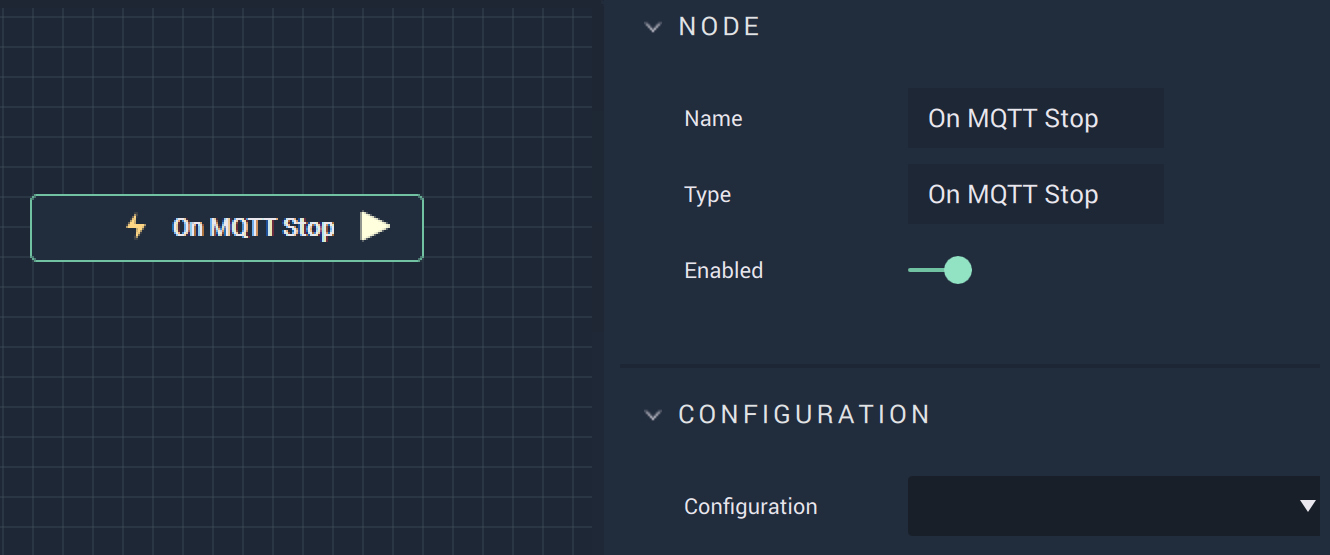 On MQTT Stop
NODE
Name
On MQTT Stop
Type
On MQTT Stop
Enabled
CONFIGURATION
Configuration